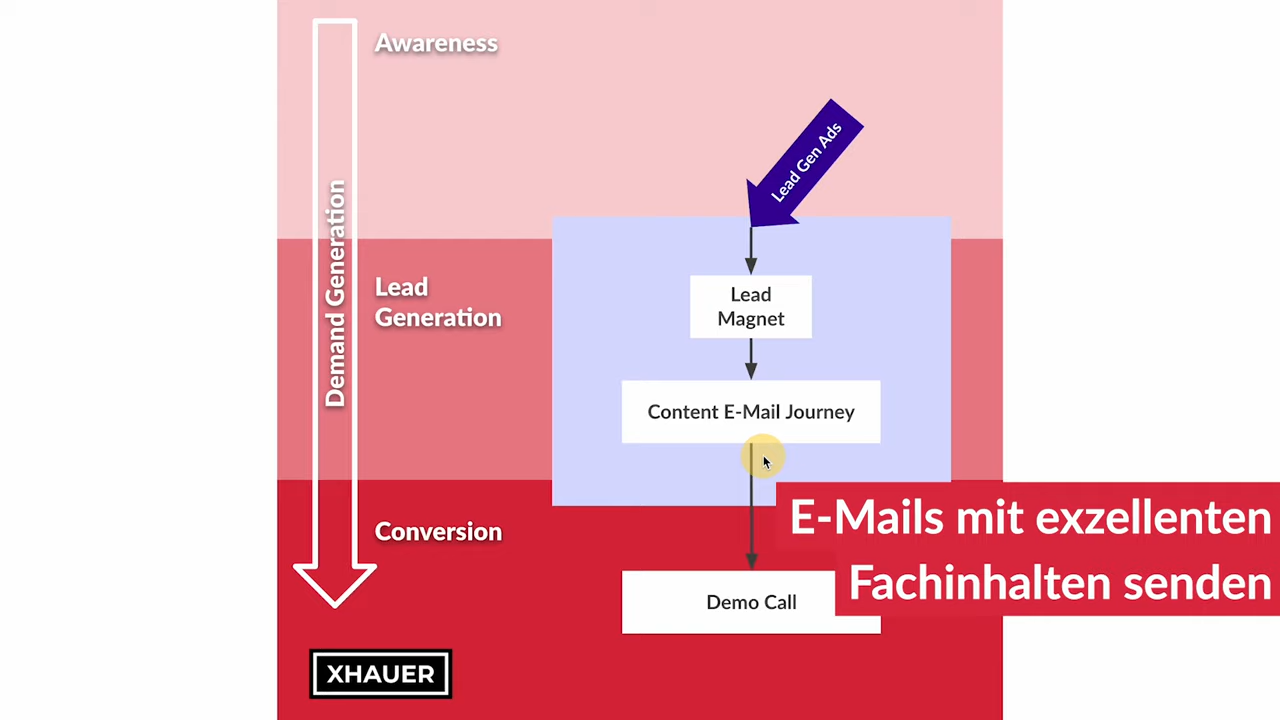 Awareness
Lead Gen Ads
Demand Generation
Lead
Generation
Lead
Magnet
Content E-Mail Journey
E-Mails mit exzellenten
Fachinhalten senden
Conversion
Demo Call
XHAUER